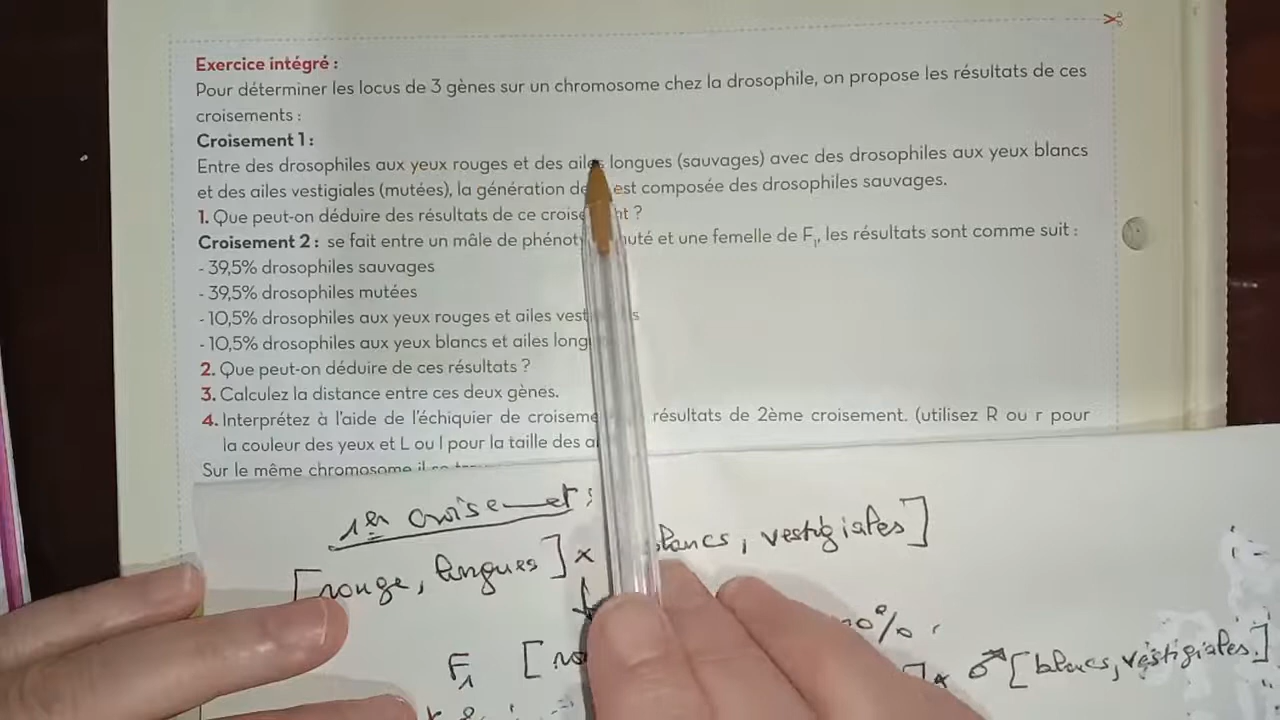 Exercice intégré :
Pour déterminer les locus de 3 gènes sur un chromosome chez la drosophile, on propose les résultats de ces
croisements :
Croisement 1 :
Entre des drosophiles aux yeux rouges et des ailes longues (sauvages) avec des drosophiles aux yeux blancs
et des ailes vestigiales (mutées), la génération de est composée des drosophiles sauvages.
1. Que peut-on déduire des résultats de ce ?
Croisement 2 : se fait entre un mâle de et une femelle de F₁, les résultats sont comme suit :
- 39,5% drosophiles sauvages
- 39,5% drosophiles mutées
- 10,5% drosophiles aux yeux rouges et ailes
- 10,5% drosophiles aux yeux blancs et ailes
2. Que peut-on déduire de ces résultats ?
3. Calculez la distance entre ces deux gènes.
4. Interprétez à l'aide de l'échiquier de résultats de 2ème croisement. (utilisez R ou r pour
la couleur des yeux et L ou l pour la taille des
Sur le même chromosome
1er croisement :
[rouge, longues] × blancs, vestigiales]
F₁ [
♂ [blancs, vestigiales]